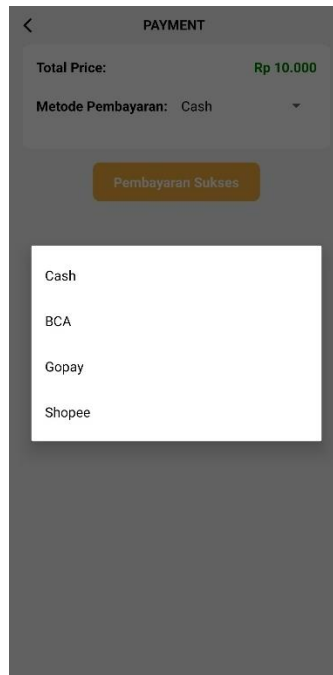 PAYMENT
Total Price: Rp 10.000
Metode Pembayaran: Cash
Pembayaran Sukses
Cash
BCA
Gopay
Shopee